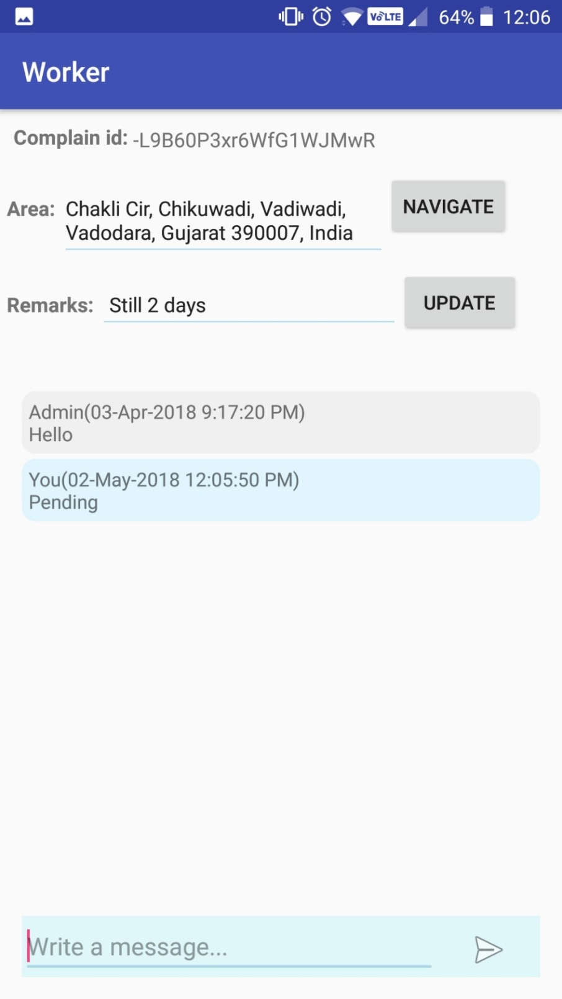 VoLTE 64% 12:06
Worker
Complain id: -L9B60P3xr6WfG1WJMwR
Area: Chakli Cir, Chikuwadi, Vadiwadi,
Vadodara, Gujarat 390007, India
NAVIGATE
Remarks: Still 2 days
UPDATE
Admin(03-Apr-2018 9:17:20 PM)
Hello
You(02-May-2018 12:05:50 PM)
Pending
Write a message...